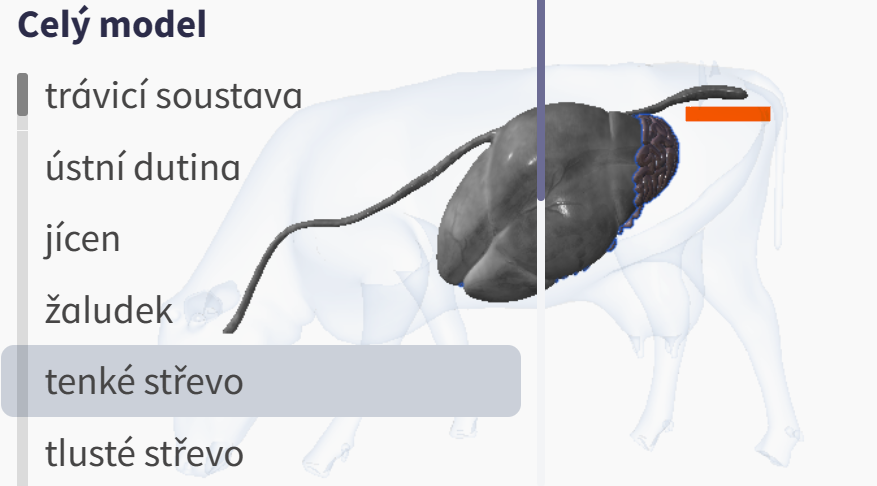 Celý model
trávicí soustava
ústní dutina
jícen
žaludek
tenké střevo
tlusté střevo